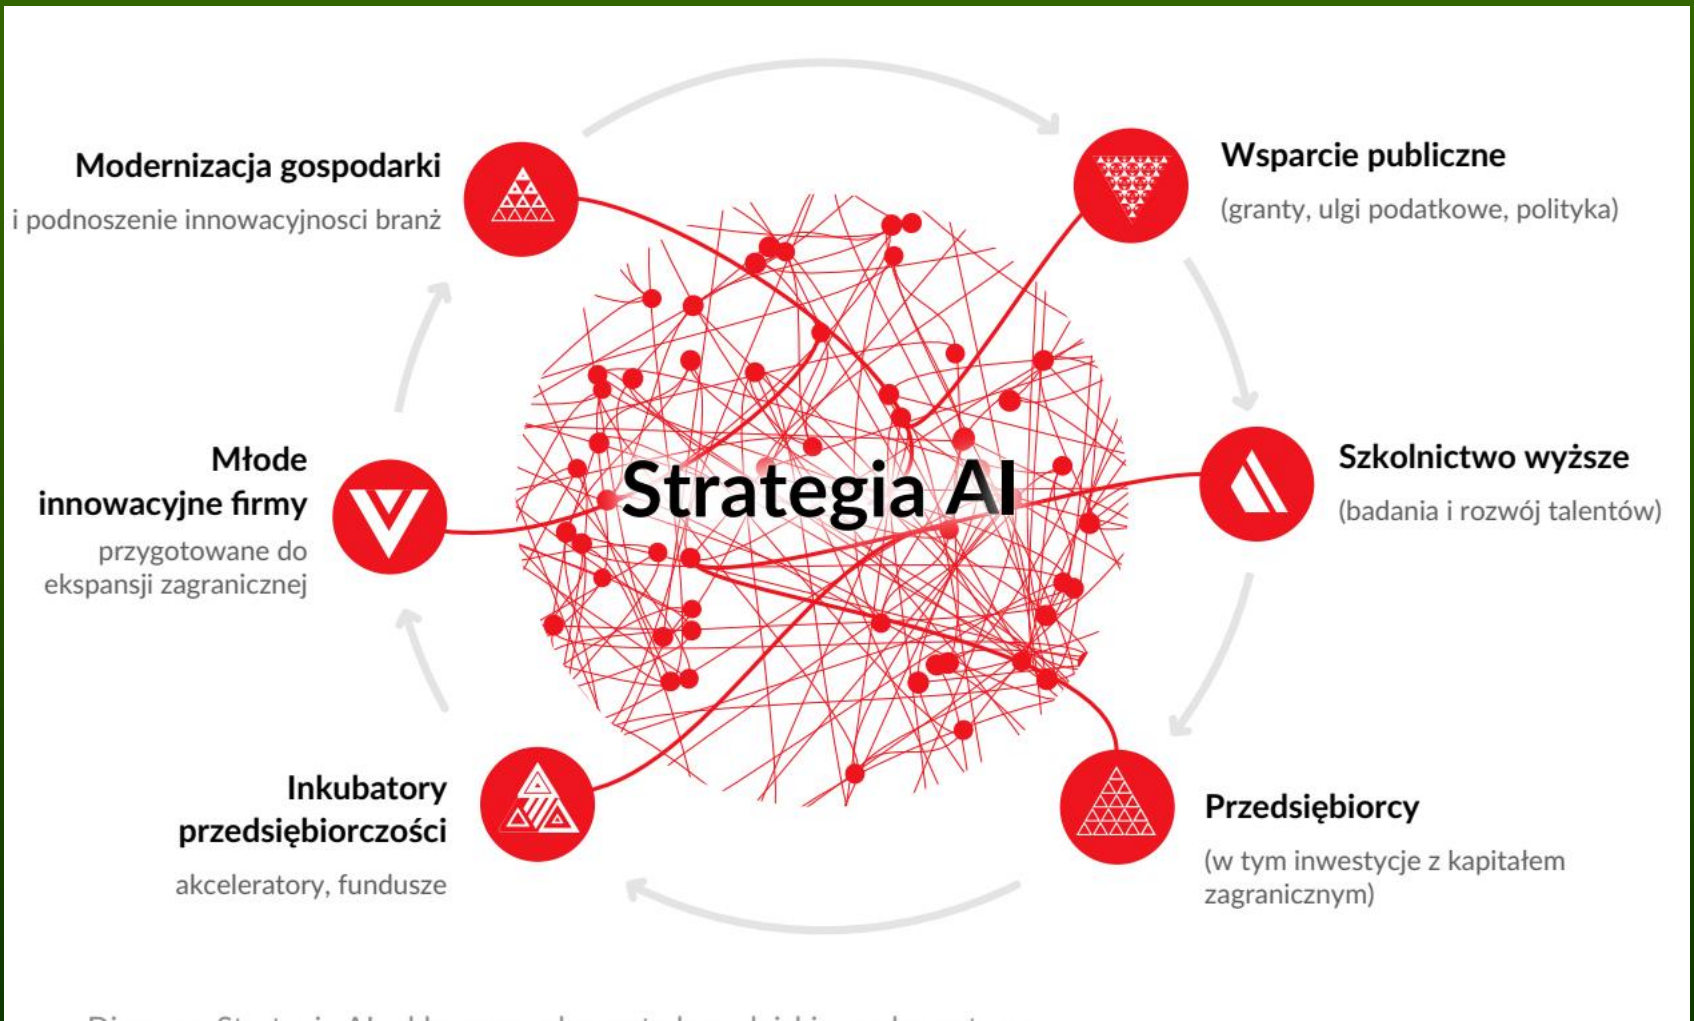 Modernizacja gospodarki
i podnoszenie innowacyjnosci branż
Wsparcie publiczne
(granty, ulgi podatkowe, polityka)
Młode
innowacyjne firmy
przygotowane do
ekspansji zagranicznej
Strategia AI
Szkolnictwo wyższe
(badania i rozwój talentów)
Inkubatory
przedsiębiorczości
akceleratory, fundusze
Przedsiębiorcy
(w tym inwestycje z kapitałem
zagranicznym)